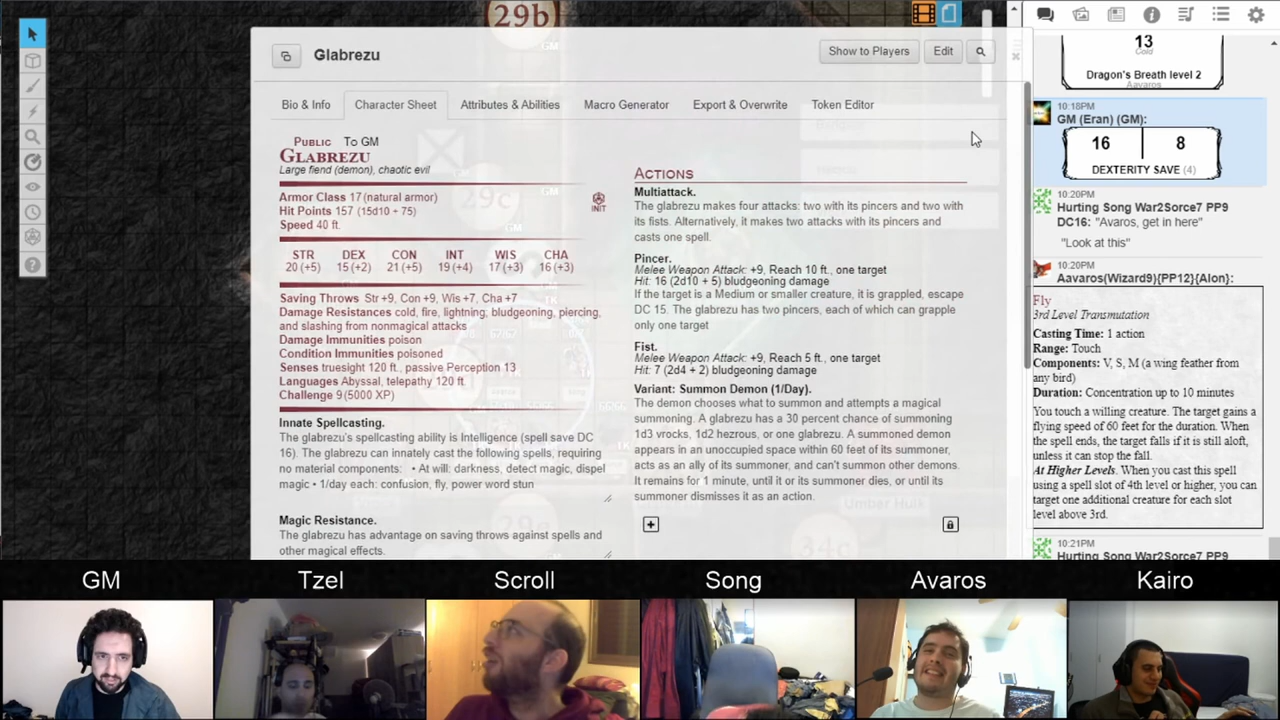 29b
GM
Glabrezu
Show to Players
Edit
Bio & Info
Character Sheet
Attributes & Abilities
Macro Generator
Export & Overwrite
Token Editor
PUBLIC To GM
GLABREZU
Large fiend (demon), chaotic evil
Armor Class 17 (natural armor)
Hit Points 157 (15d10 + 75)
Speed 40 ft.
INIT
29c
GM
GM
STR DEX CON INT WIS CHA
20 (+5) 15 (+2) 21 (+5) 19 (+4) 17 (+3) 16 (+3)
Saving Throws Str +9, Con +9, Wis +7, Cha +7
Damage Resistances cold, fire, lightning, bludgeoning, piercing,
and slashing from nonmagical attacks
Damage Immunities poison
Condition Immunities poisoned
Senses truesight 120 ft., passive Perception 13
Languages Abyssal, telepathy 120 ft.
Challenge 9 (5000 XP)
Innate Spellcasting.
The glabrezu's spellcasting ability is Intelligence (spell save DC
16). The glabrezu can innately cast the following spells, requiring
no material components: • At will: darkness, detect magic, dispel
magic • 1/day each: confusion, fly, power word stun
Magic Resistance.
The glabrezu has advantage on saving throws against spells and
other magical effects.
ACTIONS
Multiattack.
The glabrezu makes four attacks: two with its pincers and two with
its fists. Alternatively, it makes two attacks with its pincers and
casts one spell.
Pincer.
Melee Weapon Attack: +9, Reach 10 ft., one target
Hit: 16 (2d10 + 5) bludgeoning damage
If the target is a Medium or smaller creature, it is grappled, escape
DC 15. The glabrezu has two pincers, each of which can grapple
only one target
Fist.
Melee Weapon Attack: +9, Reach 5 ft., one target
Hit: 7 (2d4 + 2) bludgeoning damage
Variant: Summon Demon (1/Day).
The demon chooses what to summon and attempts a magical
summoning. A glabrezu has a 30 percent chance of summoning
1d3 vrocks, 1d2 hezrous, or one glabrezu. A summoned demon
appears in an unoccupied space within 60 feet of its summoner,
acts as an ally of its summoner, and can't summon other demons.
It remains for 1 minute, until it or its summoner dies, or until its
summoner dismisses it as an action.
Umbar Hulk
34c
13
Cold
Dragon's Breath level 2
Aavaros
10:18PM
GM (Eran) (GM):
16 8
DEXTERITY SAVE (4)
10:20PM
Hurting Song War2Sorce7 PP9
DC16: "Avaros, get in here"
"Look at this"
10:20PM
Aavaros(Wizard9){PP12}{Alon}:
Fly
3rd Level Transmutation
Casting Time: 1 action
Range: Touch
Components: V, S, M (a wing feather from
any bird)
Duration: Concentration up to 10 minutes
You touch a willing creature. The target gains a
flying speed of 60 feet for the duration. When
the spell ends, the target falls if it is still aloft,
unless it can stop the fall.
At Higher Levels. When you cast this spell
using a spell slot of 4th level or higher, you can
target one additional creature for each slot
level above 3rd.
10:21PM
Hurting Song War2Sorce7 PP9
GM
Tzel
Scroll
Song
Avaros
Kairo